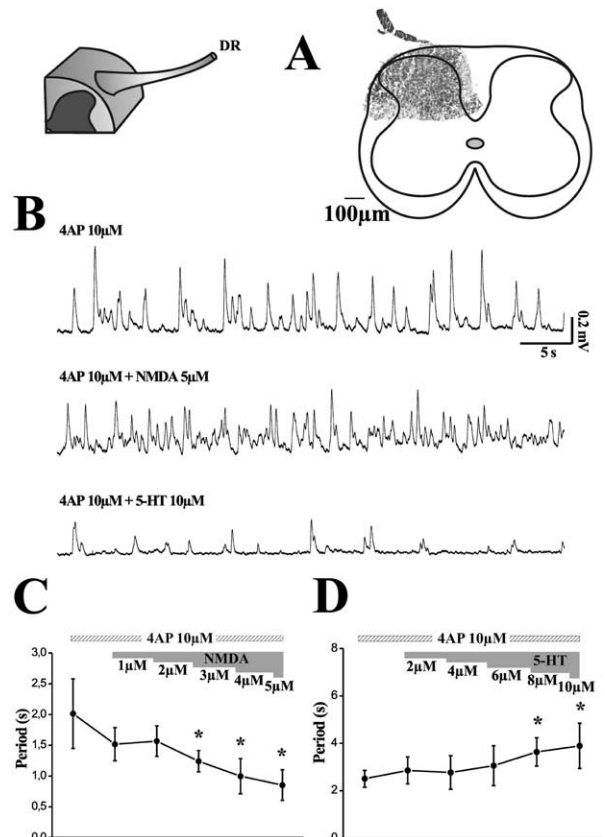 DR
A
100µm
B
4AP 10µM
0.2 mV
5 s
4AP 10µM + NMDA 5µM
4AP 10µM + 5-HT 10µM
C
4AP 10µM
NMDA
1µM
2µM
3µM
4µM
5µM
Period (s)
3,0
2,5
2,0
1,5
1,0
0,5
0,0
*
*
*
D
4AP 10µM
5-HT
2µM
4µM
6µM
8µM
10µM
Period (s)
8
6
4
2
0
*
*